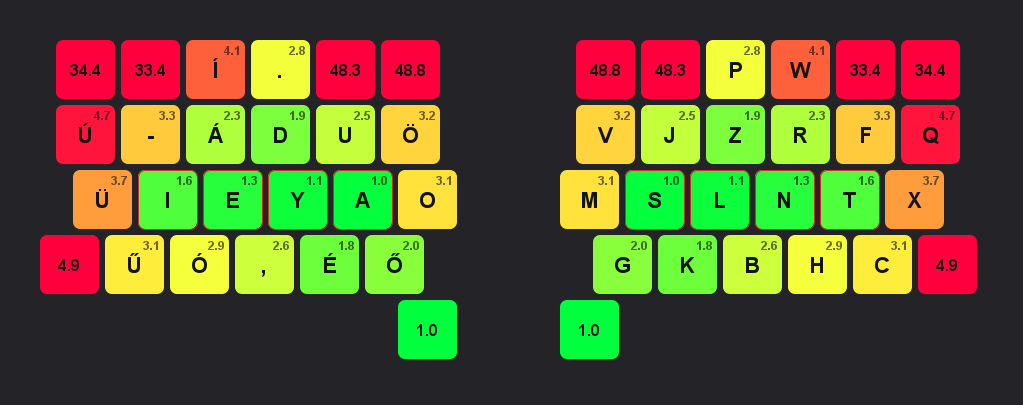 34.4 33.4 Í 4.1 . 2.8 48.3 48.8 48.8 48.3 P 2.8 W 4.1 33.4 34.4
Ú 4.7 - 3.3 Á 2.3 D 1.9 U 2.5 Ö 3.2 V 3.2 J 2.5 Z 1.9 R 2.3 F 3.3 Q 4.7
Ü 3.7 I 1.6 E 1.3 Y 1.1 A 1.0 O 3.1 M 3.1 S 1.0 L 1.1 N 1.3 T 1.6 X 3.7
4.9 Ű 3.1 Ó 2.9 , 2.6 É 1.8 Ő 2.0 G 2.0 K 1.8 B 2.6 H 2.9 C 3.1 4.9
1.0 1.0